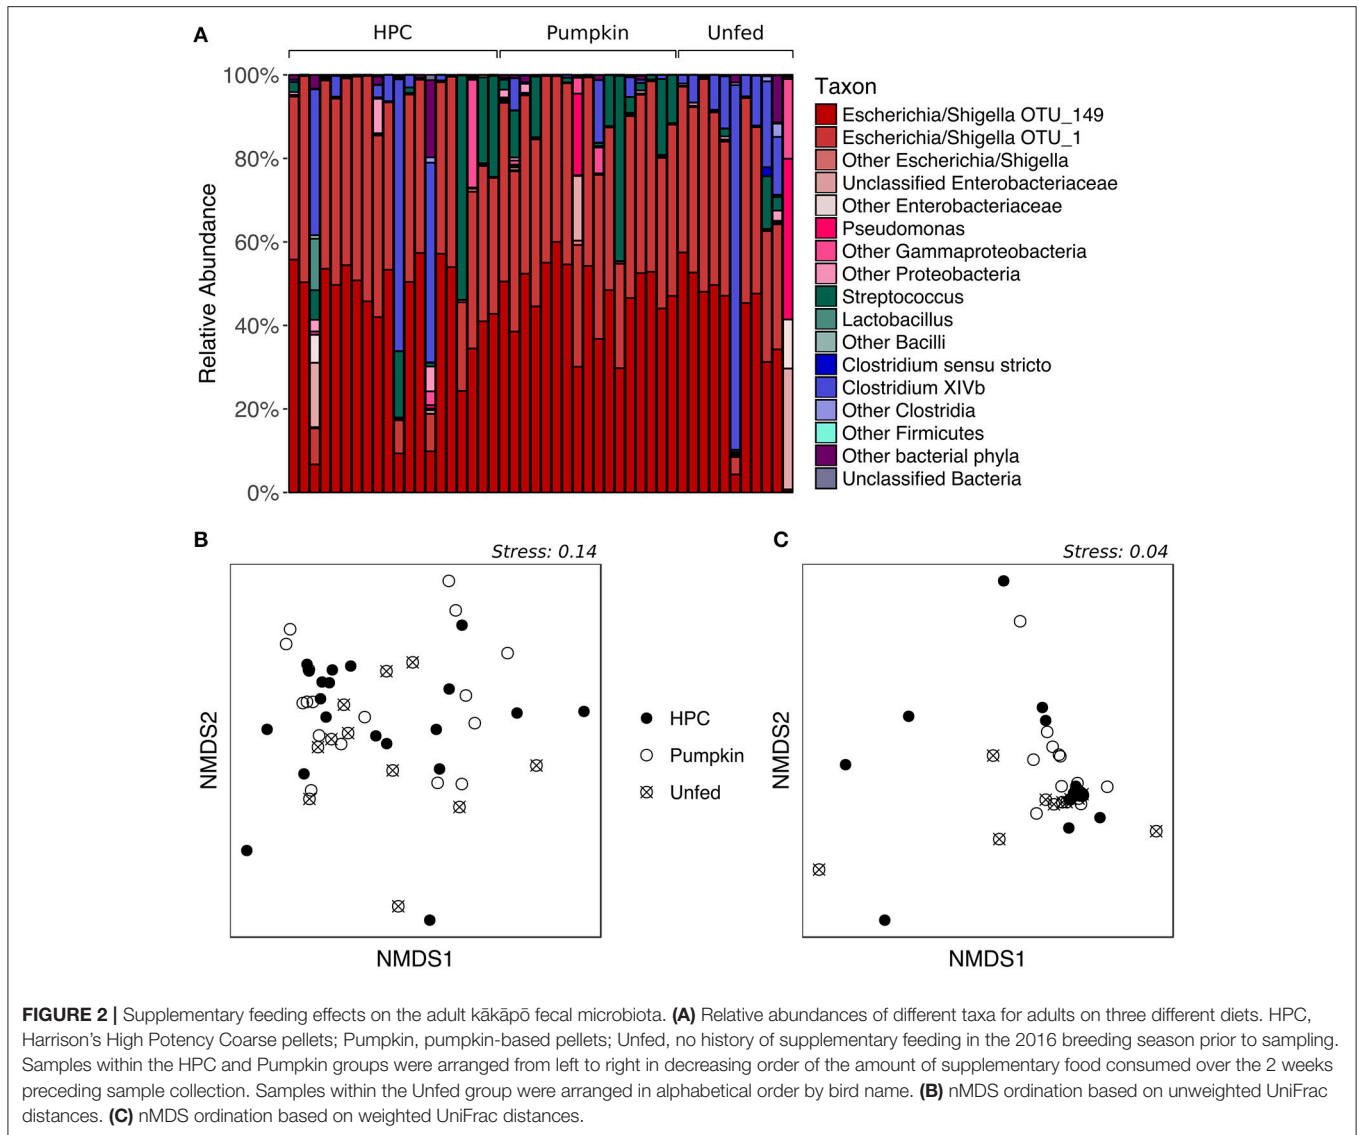 A
HPC
Pumpkin
Unfed
100%
80%
60%
40%
20%
0%
Relative Abundance
Taxon
Escherichia/Shigella OTU_149
Escherichia/Shigella OTU_1
Other Escherichia/Shigella
Unclassified Enterobacteriaceae
Other Enterobacteriaceae
Pseudomonas
Other Gammaproteobacteria
Other Proteobacteria
Streptococcus
Lactobacillus
Other Bacilli
Clostridium sensu stricto
Clostridium XIVb
Other Clostridia
Other Firmicutes
Other bacterial phyla
Unclassified Bacteria
B
Stress: 0.14
NMDS2
NMDS1
HPC
Pumpkin
Unfed
C
Stress: 0.04
NMDS2
NMDS1
FIGURE 2 | Supplementary feeding effects on the adult kākāpō fecal microbiota. (A) Relative abundances of different taxa for adults on three different diets. HPC,
Harrison's High Potency Coarse pellets; Pumpkin, pumpkin-based pellets; Unfed, no history of supplementary feeding in the 2016 breeding season prior to sampling.
Samples within the HPC and Pumpkin groups were arranged from left to right in decreasing order of the amount of supplementary food consumed over the 2 weeks
preceding sample collection. Samples within the Unfed group were arranged in alphabetical order by bird name. (B) nMDS ordination based on unweighted UniFrac
distances. (C) nMDS ordination based on weighted UniFrac distances.